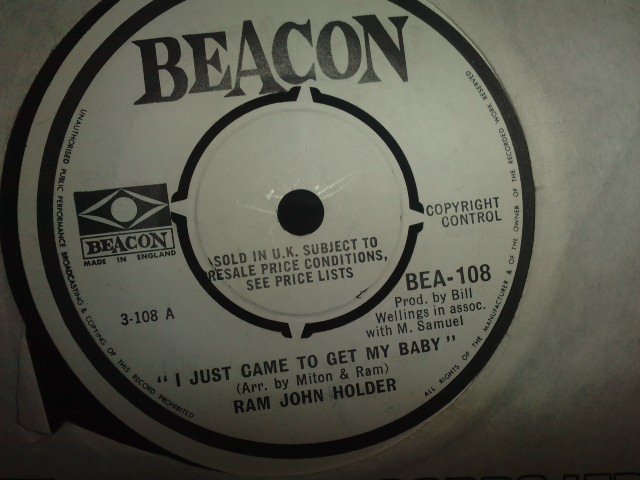 BEACON
UNAUTHORISED PUBLIC PERFORMANCE BROADCASTING & COPYING OF THIS RECORD PROHIBITED
ALL RIGHTS OF THE MANUFACTURER & OF THE OWNER OF THE RECORDED WORK RESERVED
BEACON
MADE IN ENGLAND
3-108 A
SOLD IN U.K. SUBJECT TO
RESALE PRICE CONDITIONS,
SEE PRICE LISTS
COPYRIGHT
CONTROL
BEA-108
Prod. by Bill
Wellings in assoc.
with M. Samuel
"I JUST CAME TO GET MY BABY"
(Arr. by Miton & Ram)
RAM JOHN HOLDER